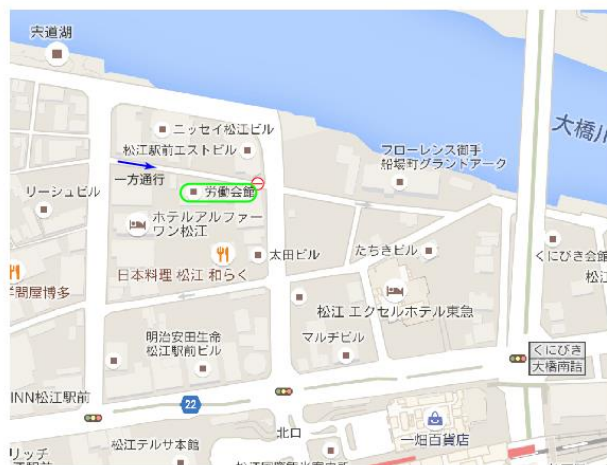 宍道湖
大橋川
ニッセイ松江ビル
松江駅前エストビル
フローレンス御手
船場町グランドアーク
一方通行
リーシュビル
労働会館
ホテルアルファー
ワン松江
太田ビル
たちきビル
くにびき会館
松江
日本料理 松江 和らく
問屋博多
松江 エクセルホテル東急
明治安田生命
松江駅前ビル
マルチビル
くにびき
大橋南詰
INN松江駅前
22
北口
一畑百貨店
リッチ
松江テルサ本館